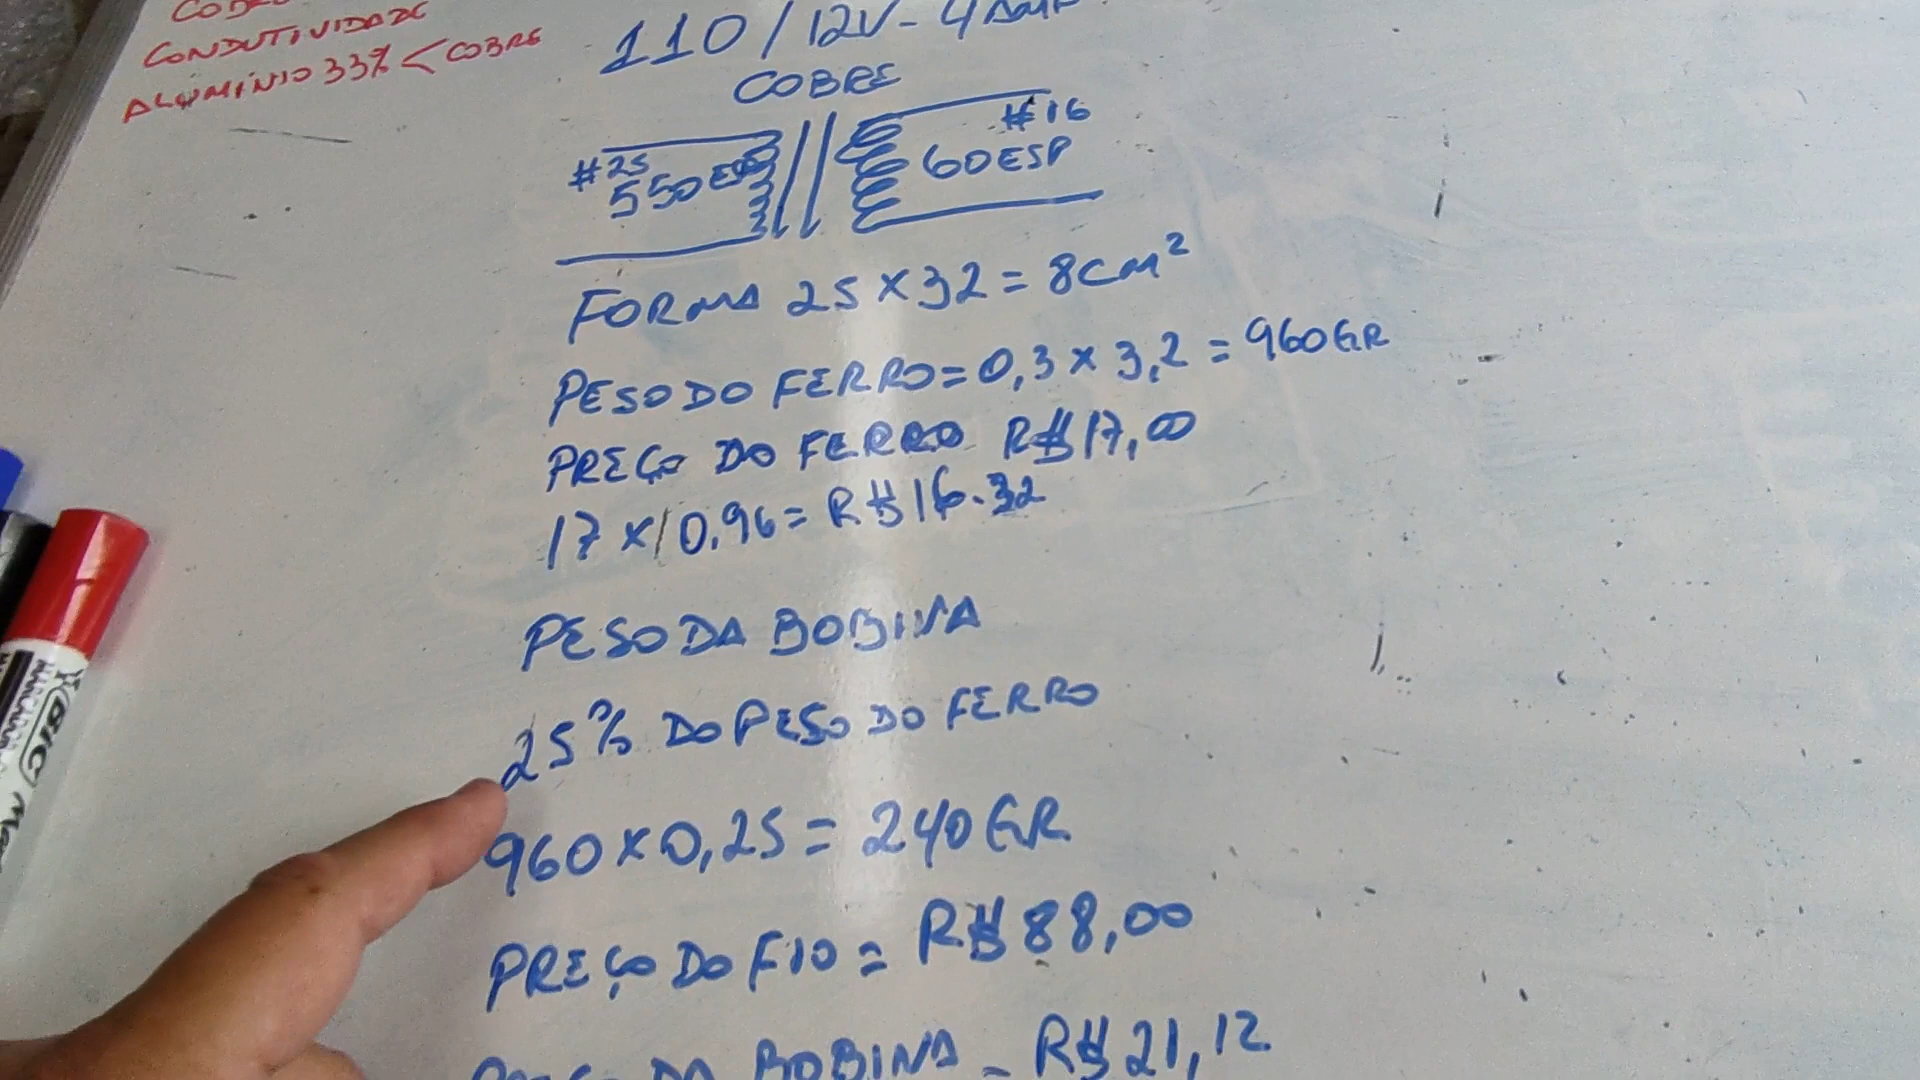 CONDUTIVIDADE
ALUMINIO 33% < COBRE
110/12V - 4 AMP
COBRE
#25
550 ESP
#16
60 ESP
FORMA 25 X 32 = 8 CM²
PESO DO FERRO = 0,3 X 3,2 = 960 GR
PREÇO DO FERRO R$ 17,00
17 X 0,96 = R$ 16.32
PESO DA BOBINA
25% DO PESO DO FERRO
960 X 0,25 = 240 GR
PREÇO DO FIO = R$ 88,00
DA BOBINA = R$ 21,12
BIC
MARCADOR